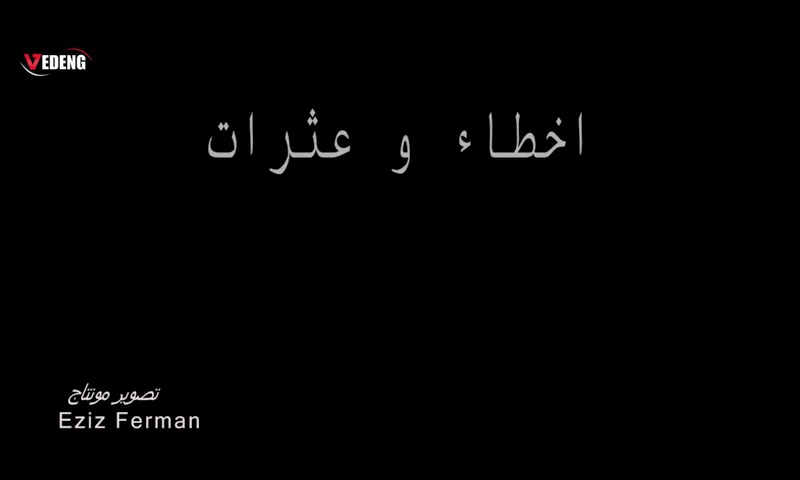 VEDENG
اخطاء و عثرات
تصوير مونتاج
Eziz Ferman